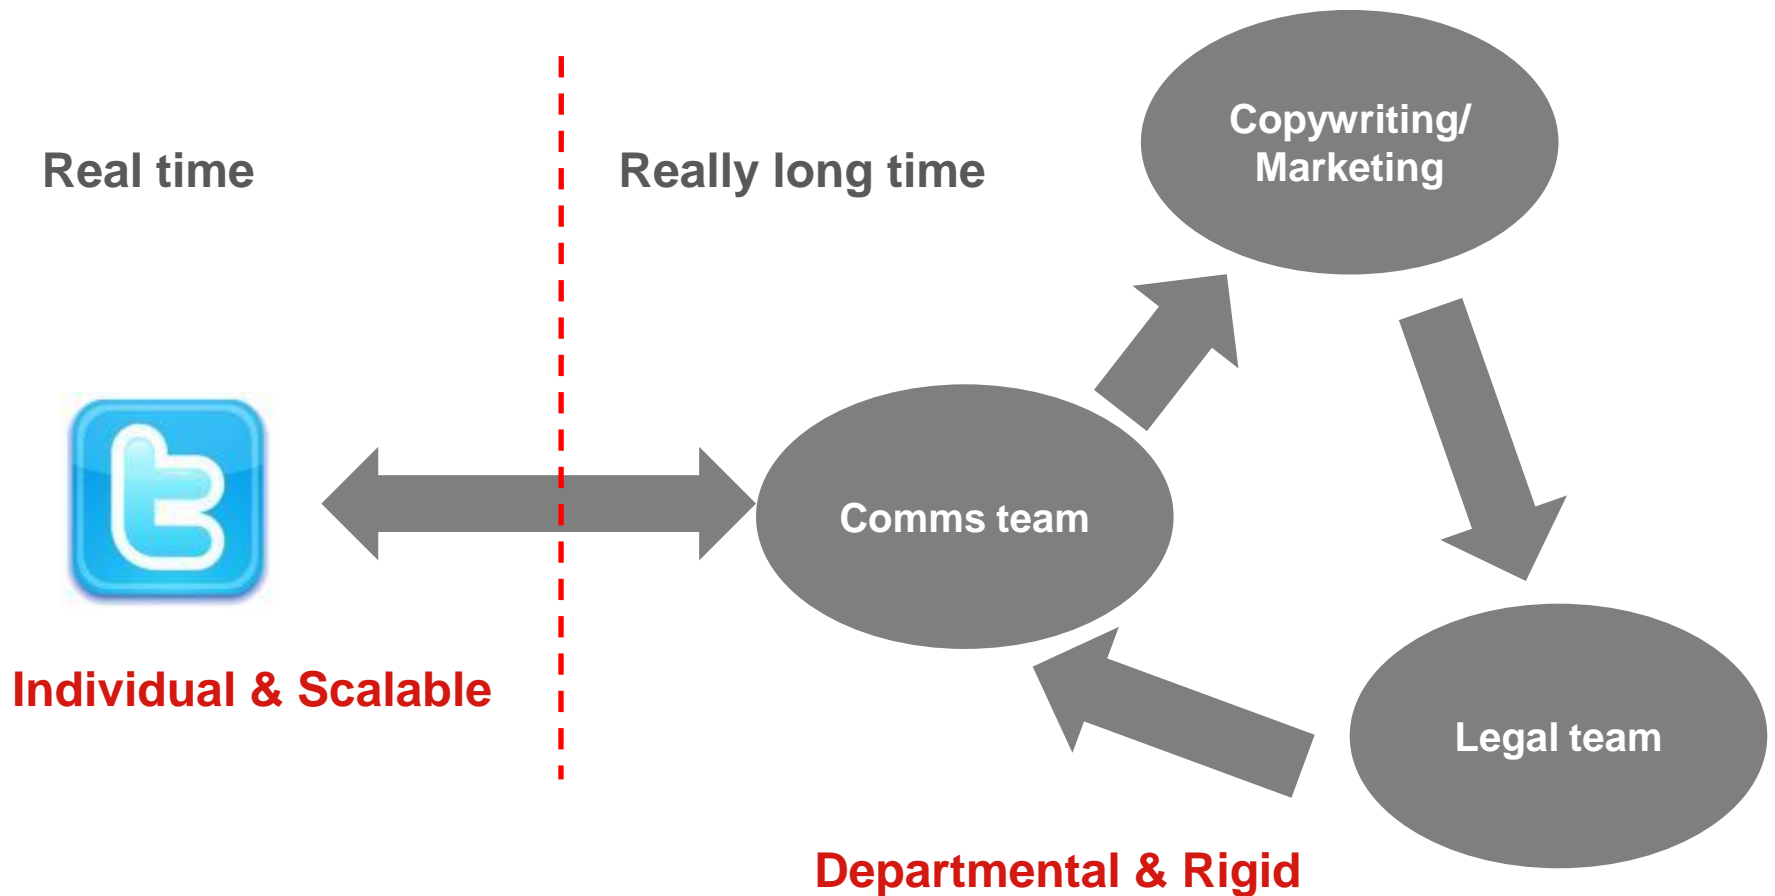 Real time
Really long time
Copywriting/
Marketing
Comms team
Individual & Scalable
Legal team
Departmental & Rigid